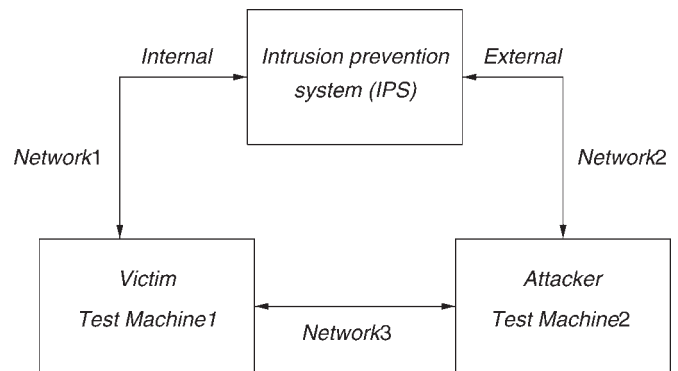 Internal
Intrusion prevention
system (IPS)
External
Network1
Network2
Victim
Test Machine1
Network3
Attacker
Test Machine2